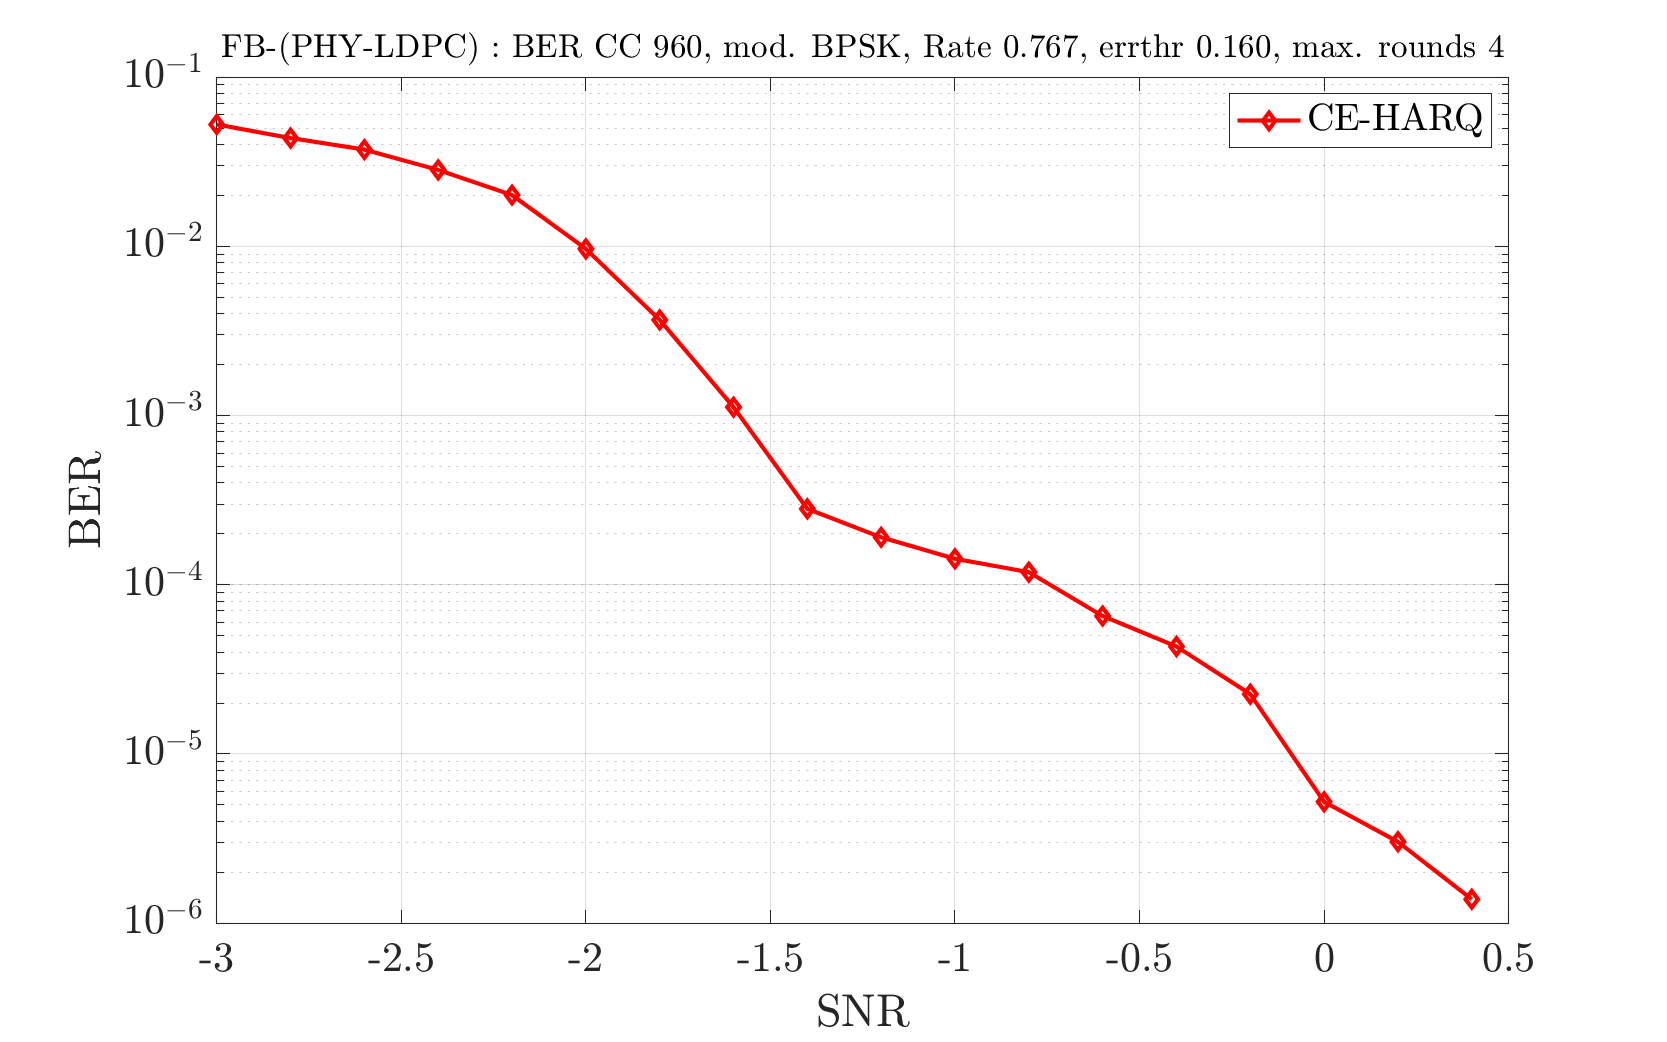 FB-(PHY-LDPC) : BER CC 960, mod. BPSK, Rate 0.767, errthr 0.160, max. rounds 4
CE-HARQ
10⁻¹
10⁻²
10⁻³
10⁻⁴
10⁻⁵
10⁻⁶
BER
-3 -2.5 -2 -1.5 -1 -0.5 0 0.5
SNR